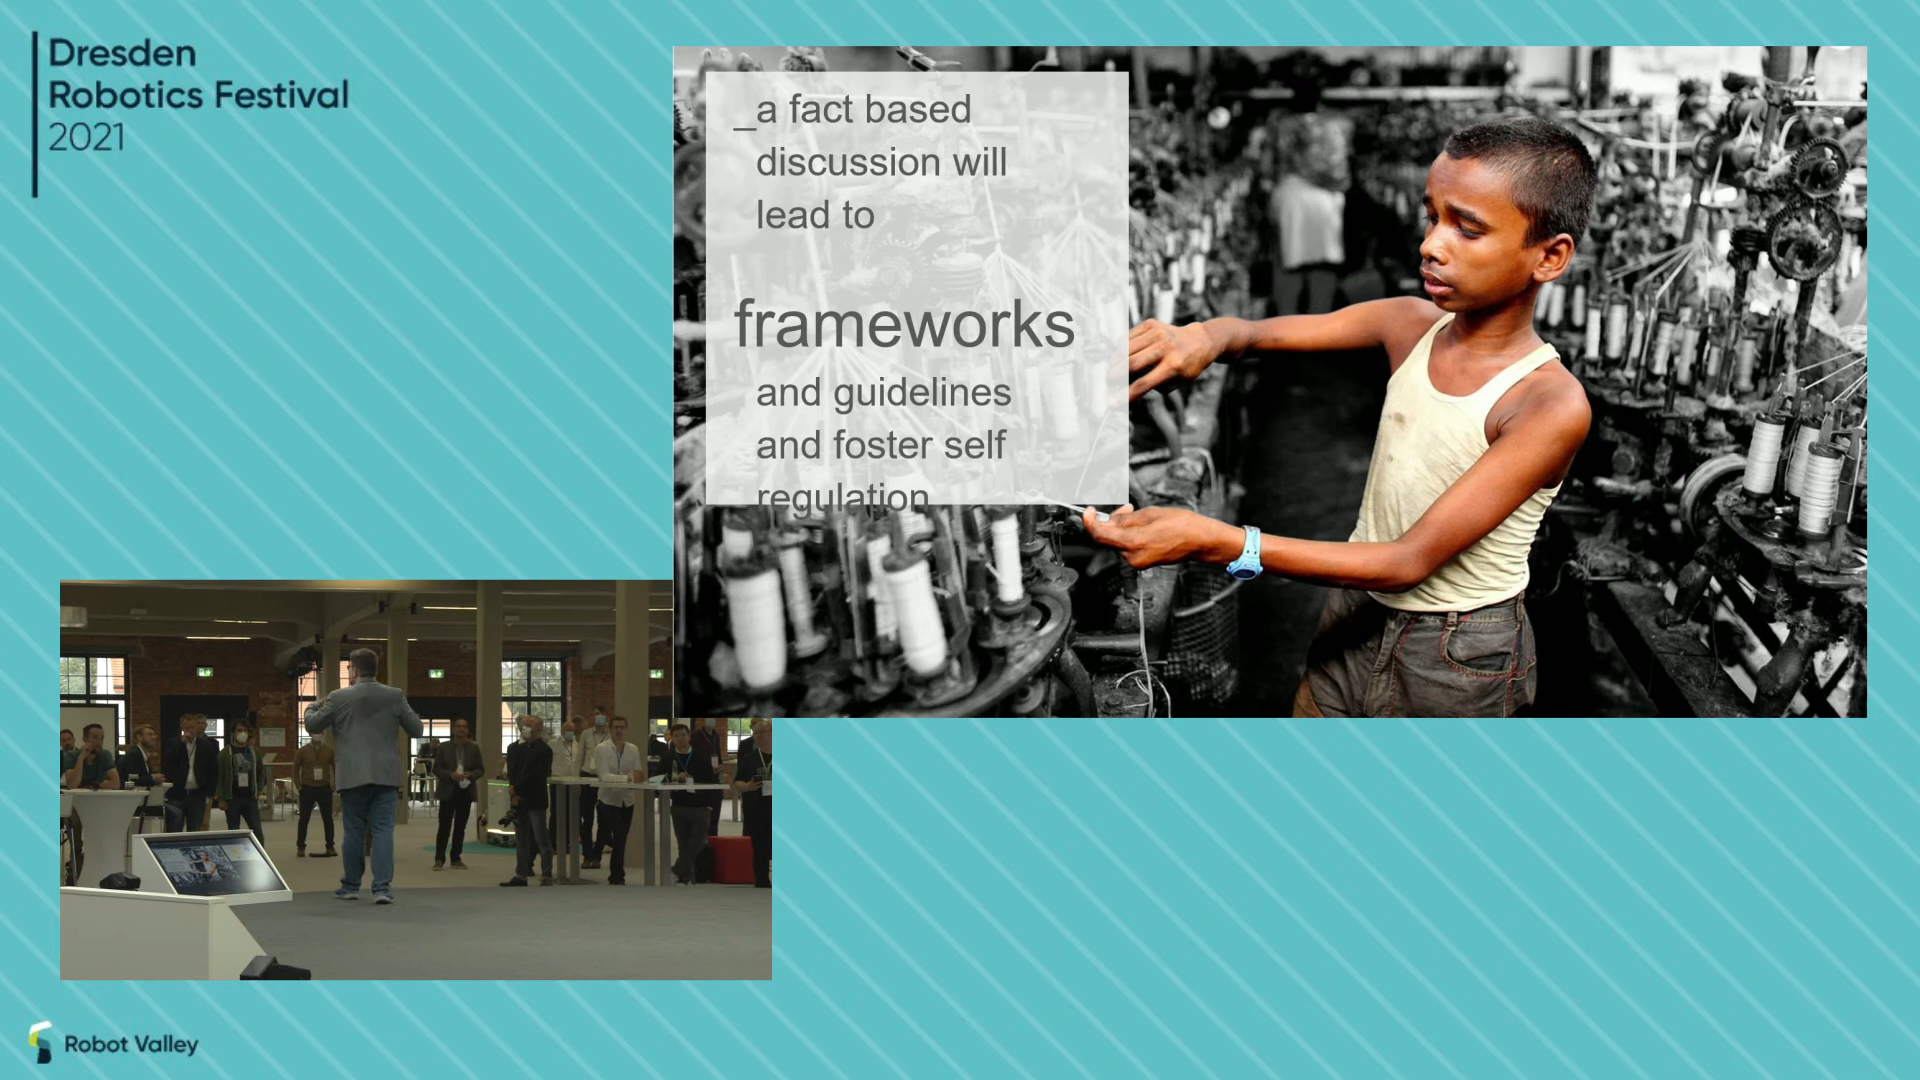 Dresden
Robotics Festival
2021
_a fact based
discussion will
lead to
frameworks
and guidelines
and foster self
regulation
Robot Valley